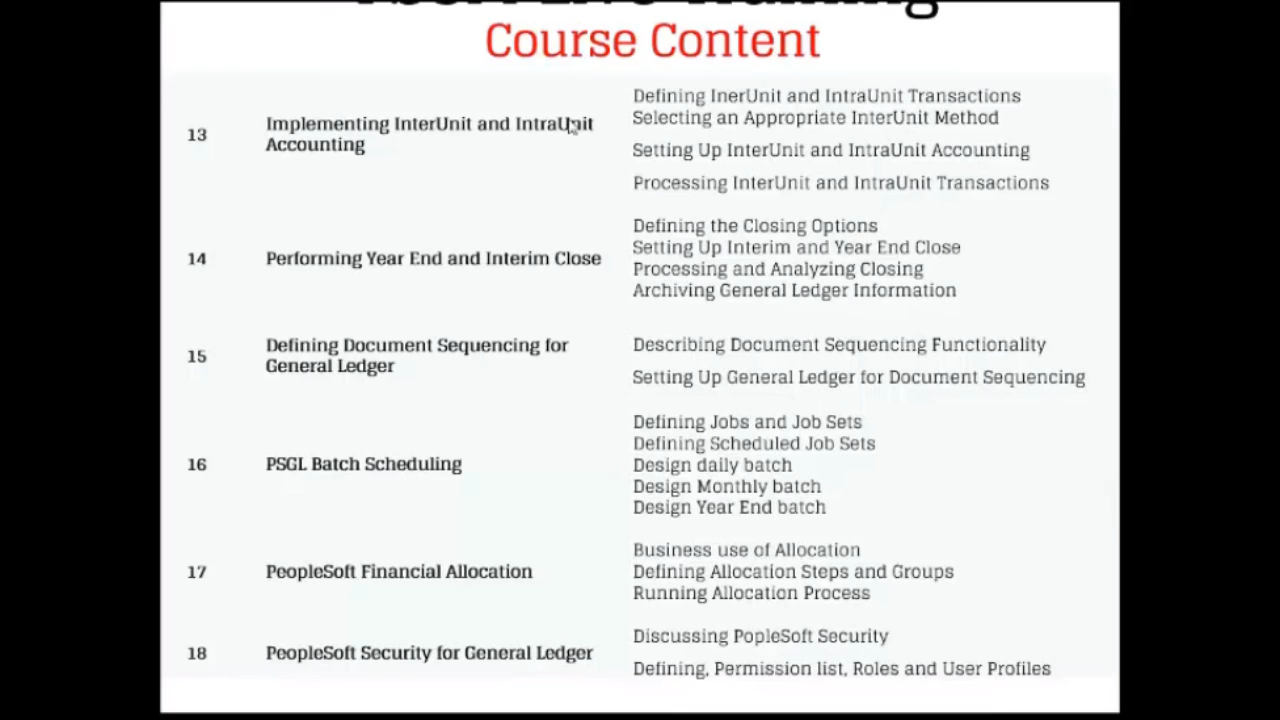 Training
Course Content
13
Implementing InterUnit and IntraUnit
Accounting
Defining InerUnit and IntraUnit Transactions
Selecting an Appropriate InterUnit Method
Setting Up InterUnit and IntraUnit Accounting
Processing InterUnit and IntraUnit Transactions
14
Performing Year End and Interim Close
Defining the Closing Options
Setting Up Interim and Year End Close
Processing and Analyzing Closing
Archiving General Ledger Information
15
Defining Document Sequencing for
General Ledger
Describing Document Sequencing Functionality
Setting Up General Ledger for Document Sequencing
16
PSGL Batch Scheduling
Defining Jobs and Job Sets
Defining Scheduled Job Sets
Design daily batch
Design Monthly batch
Design Year End batch
17
PeopleSoft Financial Allocation
Business use of Allocation
Defining Allocation Steps and Groups
Running Allocation Process
18
PeopleSoft Security for General Ledger
Discussing PopleSoft Security
Defining, Permission list, Roles and User Profiles